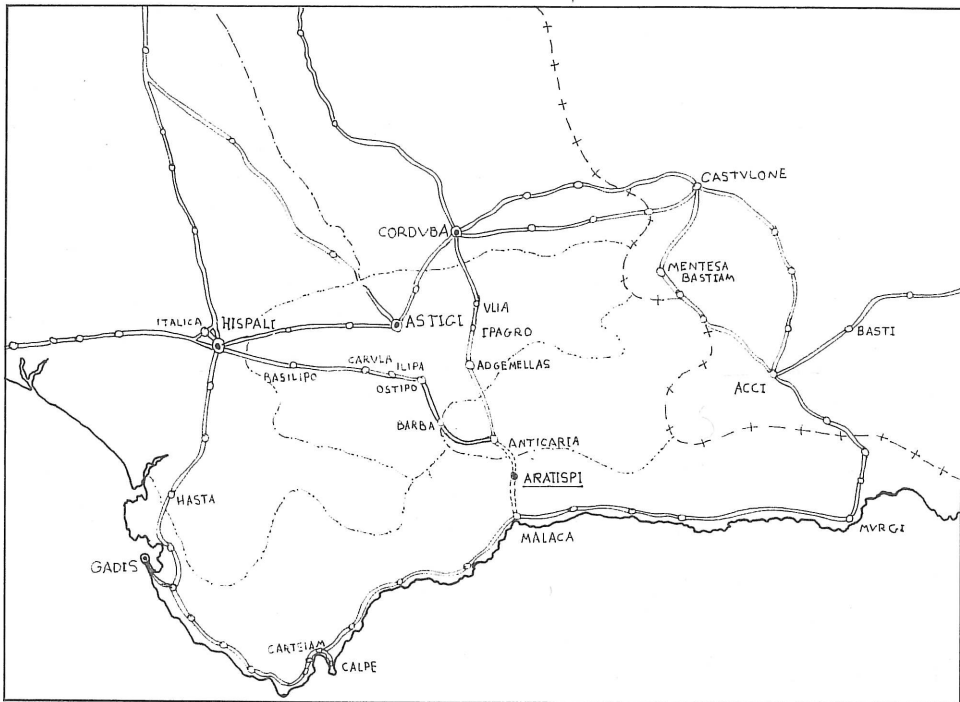 CASTVLONE
CORDVBA
MENTESA
BASTIAM
VLIA
ITALICA
HISPALI
ASTIGI
IPAGRO
BASTI
CARVLA
ILIPA
ADGEMELLAS
BASILIPO
OSTIPO
ACCI
BARBA
ANTICARIA
ARATISPI
HASTA
MALACA
MVRGI
GADIS
CARTEIAM
CALPE